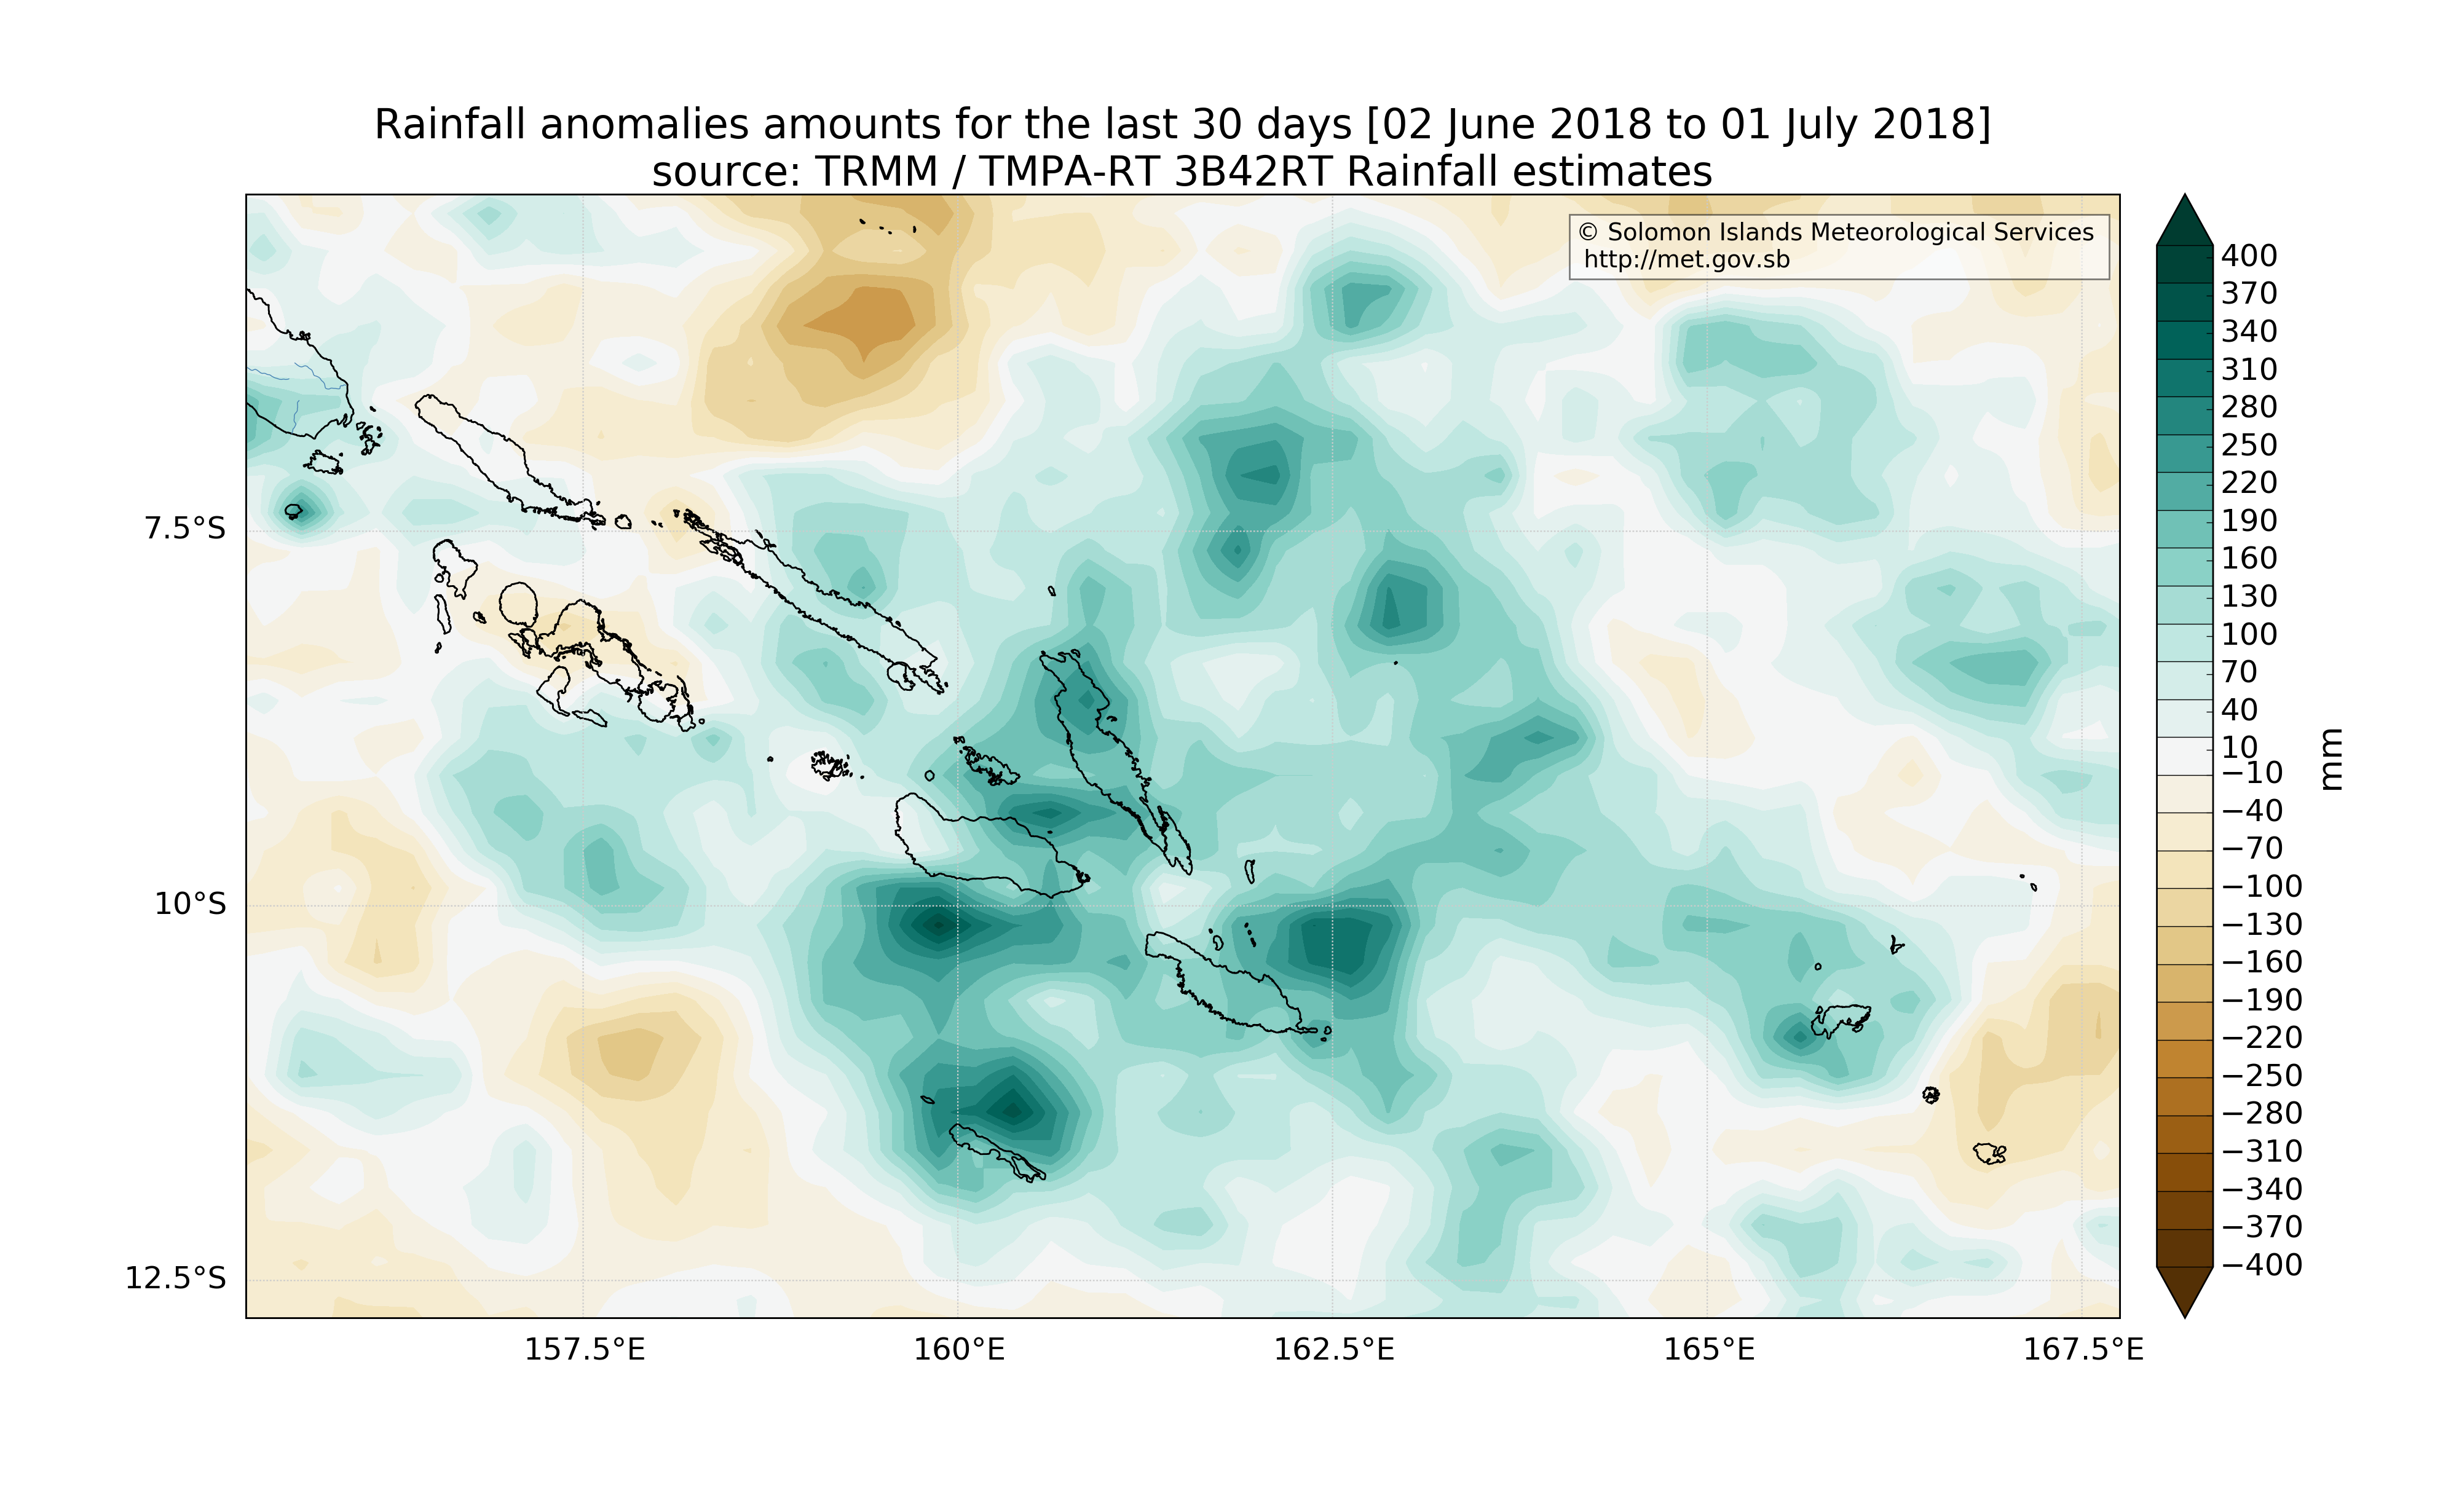 Rainfall anomalies amounts for the last 30 days [02 June 2018 to 01 July 2018]
source: TRMM / TMPA-RT 3B42RT Rainfall estimates
© Solomon Islands Meteorological Services
http://met.gov.sb
7.5°S
10°S
12.5°S
157.5°E
160°E
162.5°E
165°E
167.5°E
400
370
340
310
280
250
220
190
160
130
100
70
40
10
−10
−40
−70
−100
−130
−160
−190
−220
−250
−280
−310
−340
−370
−400
mm